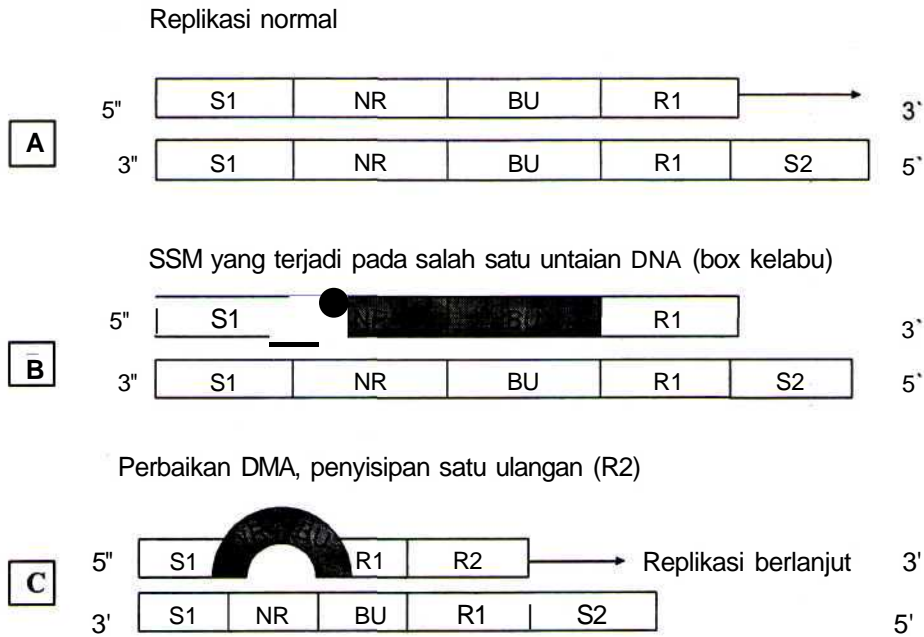 Replikasi normal
5" S1 NR BU R1 3`
A
3" S1 NR BU R1 S2 5`
SSM yang terjadi pada salah satu untaian DNA (box kelabu)
5" S1 NR BU R1 3`
B
3" S1 NR BU R1 S2 5`
Perbaikan DMA, penyisipan satu ulangan (R2)
5" S1 R1 R2 Replikasi berlanjut 3'
C
3' S1 NR BU R1 S2 5'